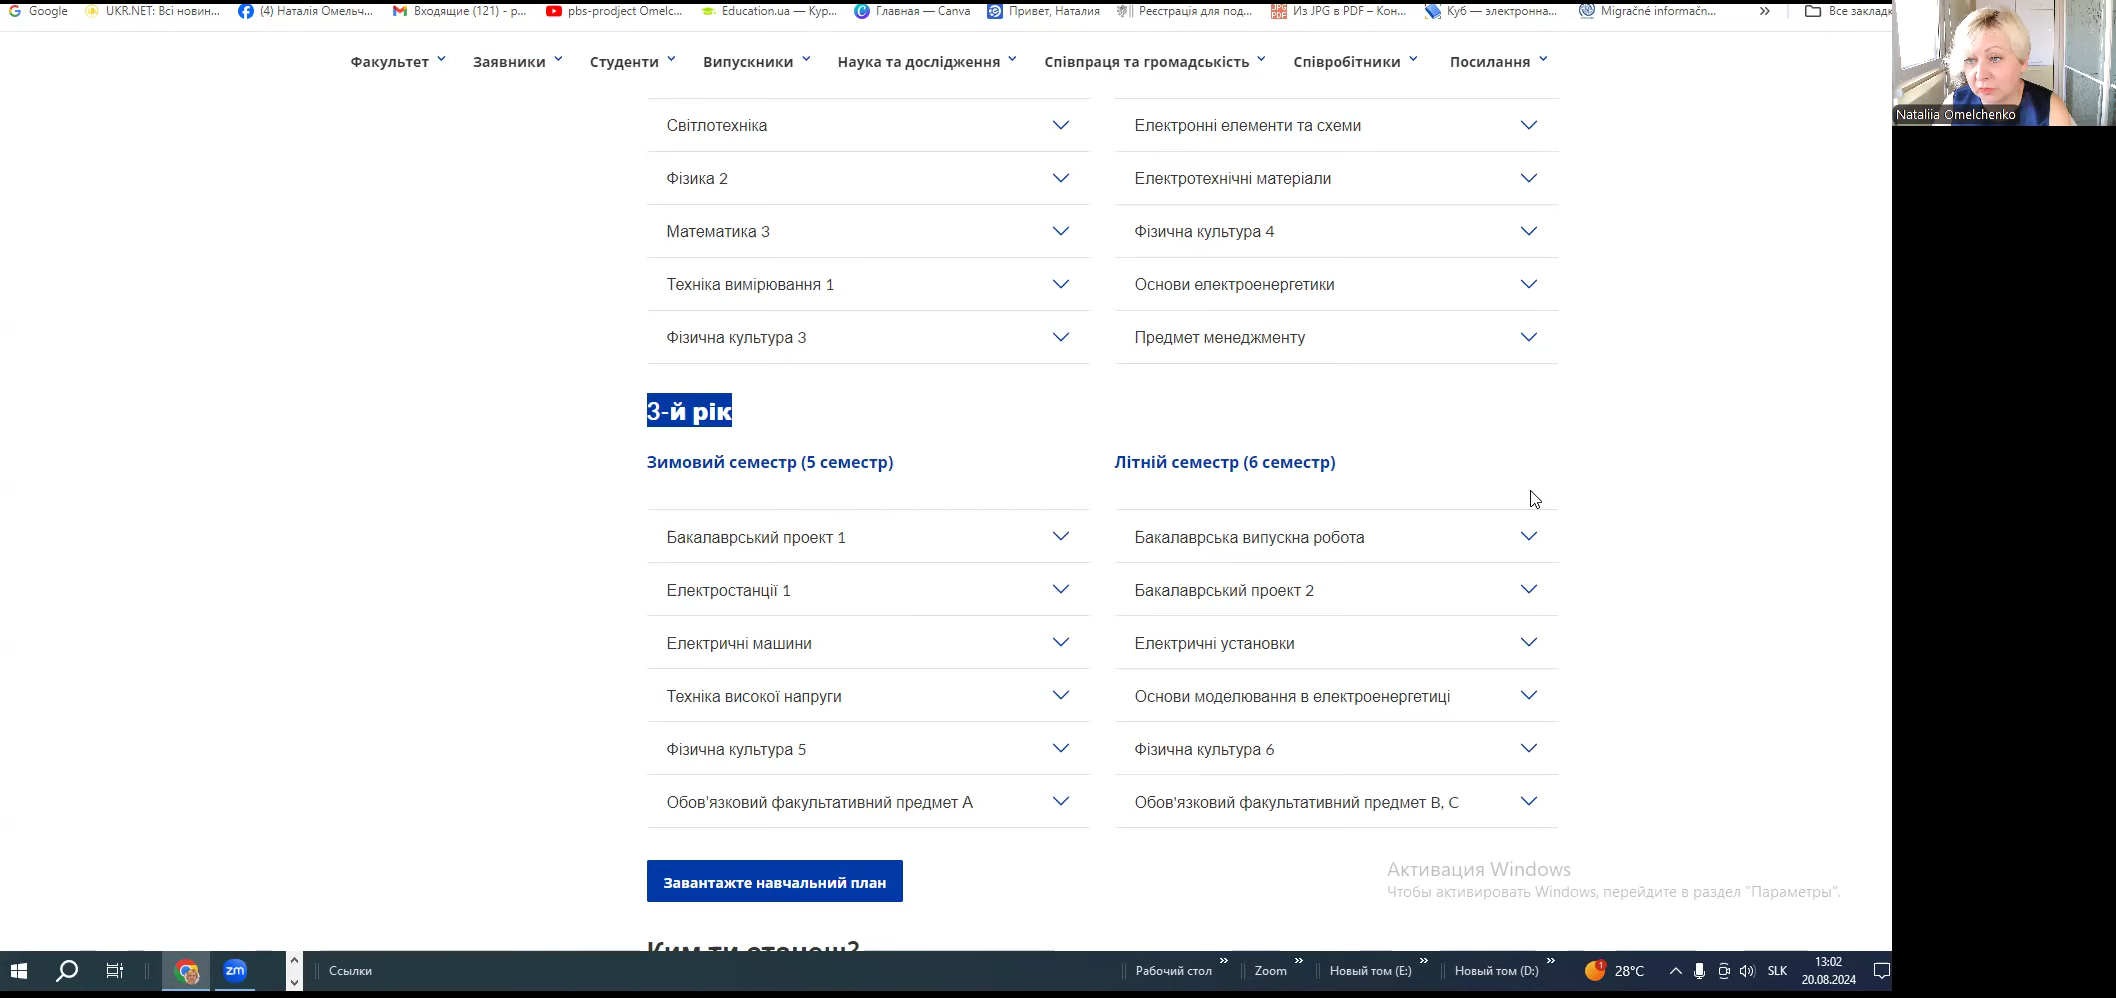 Google UKR.NET: Всі новин... (4) Наталія Омельч... Входящие (121) - p... pbs-prodject Omelc... Education.ua — Кур... Главная — Canva Привет, Наталия Реєстрація для под... Из JPG в PDF – Кон... Куб — электронна... Migračné informačn... » Все закладк
Факультет Заявники Студенти Випускники Наука та дослідження Співпраця та громадськість Співробітники Посилання
Nataliia Omelchenko
Світлотехніка Електронні елементи та схеми
Фізика 2 Електротехнічні матеріали
Математика 3 Фізична культура 4
Техніка вимірювання 1 Основи електроенергетики
Фізична культура 3 Предмет менеджменту
3-й рік
Зимовий семестр (5 семестр) Літній семестр (6 семестр)
Бакалаврський проект 1 Бакалаврська випускна робота
Електростанції 1 Бакалаврський проект 2
Електричні машини Електричні установки
Техніка високої напруги Основи моделювання в електроенергетиці
Фізична культура 5 Фізична культура 6
Обов'язковий факультативний предмет А Обов'язковий факультативний предмет В, С
Завантажте навчальний план
Активация Windows
Чтобы активировать Windows, перейдите в раздел "Параметры".
Ким ти станеш?
zm Ссылки Рабочий стол » Zoom » Новый том (E:) » Новый том (D:) » 1 28°C SLK 13:02
20.08.2024